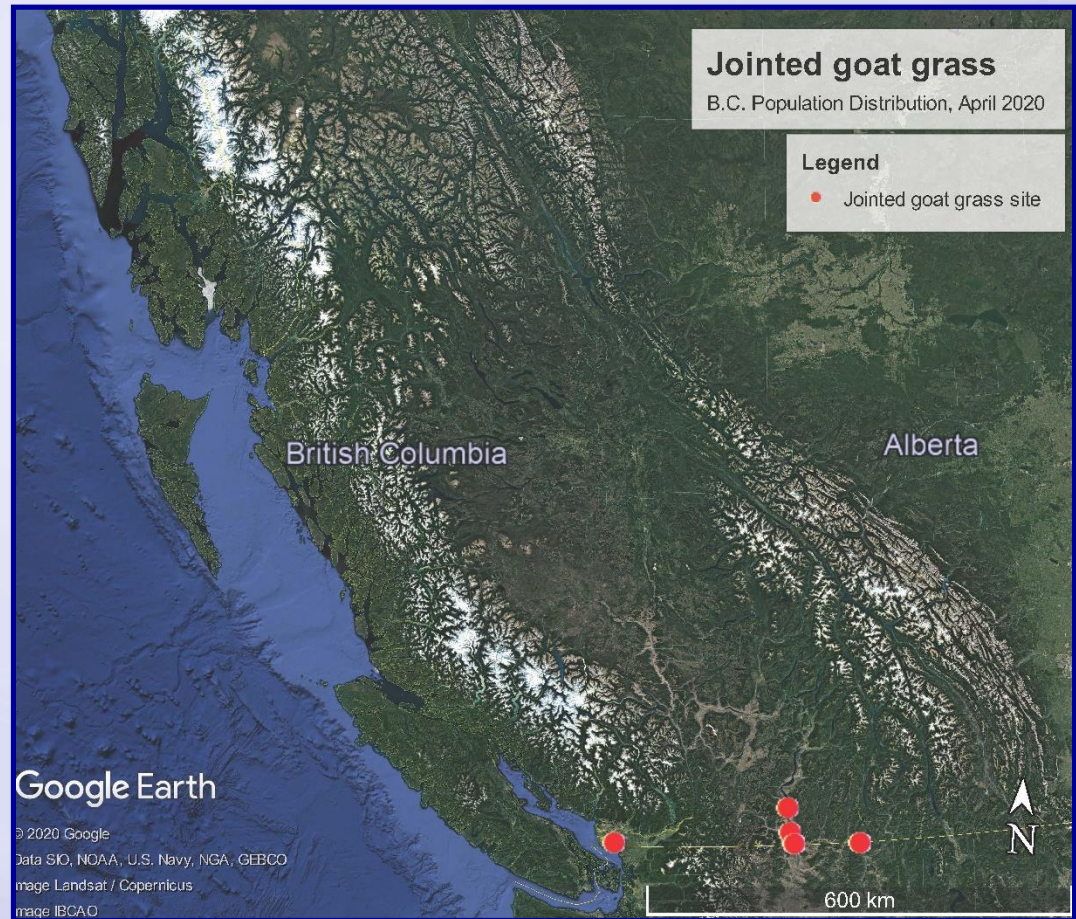 Jointed goat grass
B.C. Population Distribution, April 2020
Legend
Jointed goat grass site
British Columbia
Alberta
Google Earth
© 2020 Google
Data SIO, NOAA, U.S. Navy, NGA, GEBCO
Image Landsat / Copernicus
Image IBCAO
N
600 km